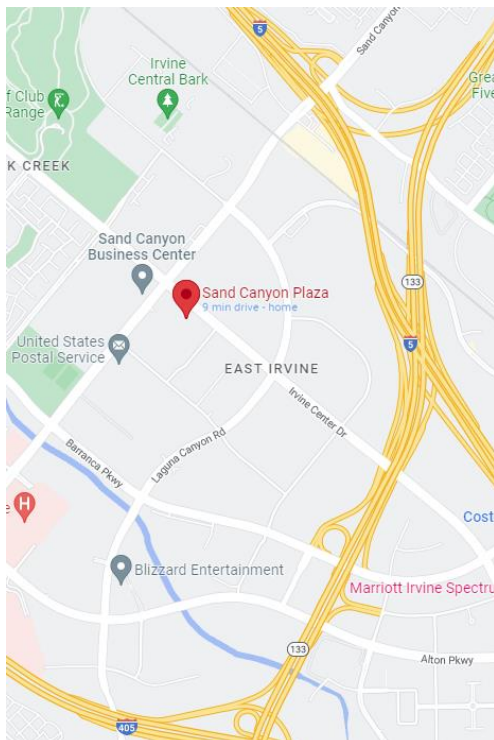 5
Sand Canyon
Irvine
Central Bark
f Club
Range
Grea
Five
K CREEK
Sand Canyon
Business Center
133
Sand Canyon Plaza
9 min drive - home
United States
Postal Service
5
EAST IRVINE
Irvine Center Dr
Laguna Canyon Rd
Barranca Pkwy
H
e
Cost
Blizzard Entertainment
Marriott Irvine Spectru
133
Alton Pkwy
405